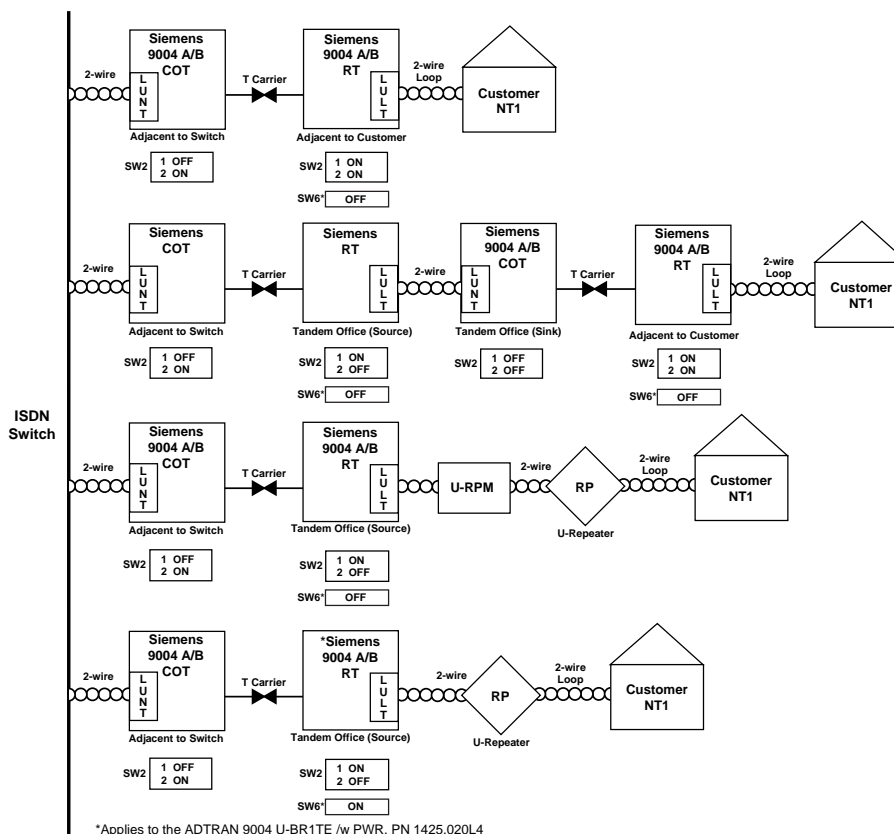 Siemens
9004 A/B
COT
Siemens
9004 A/B
RT
2-wire
L
U
N
T
T Carrier
L
U
L
T
2-wire
Loop
Customer
NT1
Adjacent to Switch
Adjacent to Customer
SW2
1 OFF
2 ON
SW2
1 ON
2 ON
SW6*
OFF
Siemens
COT
Siemens
RT
Siemens
9004 A/B
COT
Siemens
9004 A/B
RT
2-wire
L
U
N
T
T Carrier
L
U
L
T
2-wire
L
U
N
T
T Carrier
L
U
L
T
2-wire
Loop
Customer
NT1
Adjacent to Switch
Tandem Office (Source)
Tandem Office (Sink)
Adjacent to Customer
SW2
1 OFF
2 ON
SW2
1 ON
2 OFF
SW6*
OFF
SW2
1 OFF
2 OFF
SW2
1 ON
2 ON
SW6*
OFF
ISDN
Switch
Siemens
9004 A/B
COT
Siemens
9004 A/B
RT
2-wire
L
U
N
T
T Carrier
L
U
L
T
U-RPM
2-wire
RP
2-wire
Loop
Customer
NT1
Adjacent to Switch
Tandem Office (Source)
U-Repeater
SW2
1 OFF
2 ON
SW2
1 ON
2 OFF
SW6*
OFF
Siemens
9004 A/B
COT
*Siemens
9004 A/B
RT
2-wire
L
U
N
T
T Carrier
L
U
L
T
2-wire
RP
2-wire
Loop
Customer
NT1
Adjacent to Switch
Tandem Office (Source)
U-Repeater
SW2
1 OFF
2 ON
SW2
1 ON
2 OFF
SW6*
ON
*Applies to the ADTRAN 9004 U-BR1TE /w PWR, PN 1425.020L4